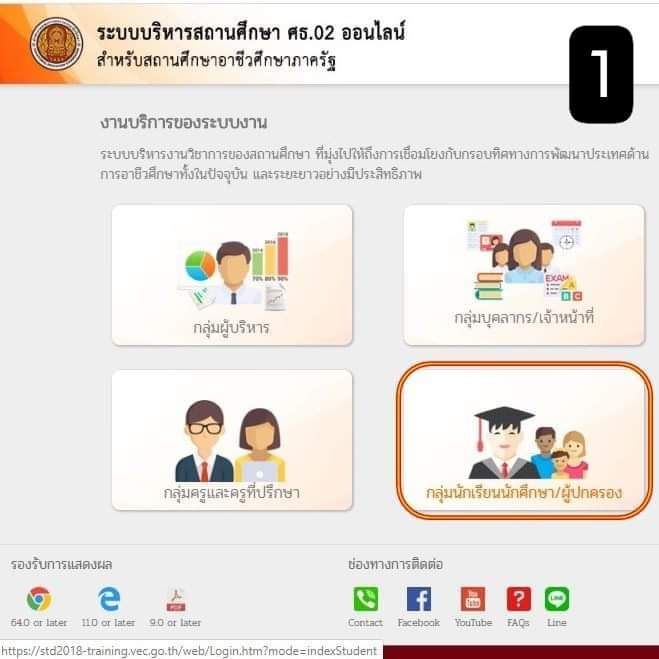 ระบบบริหารสถานศึกษา ศธ.02 ออนไลน์
สำหรับสถานศึกษาอาชีวศึกษาภาครัฐ
1
งานบริการของระบบงาน
ระบบบริหารงานวิชาการของสถานศึกษา ที่มุ่งไปให้ถึงการเชื่อมโยงกับกรอบทิศทางการพัฒนาประเทศด้าน
การอาชีวศึกษาทั้งในปัจจุบัน และระยะยาวอย่างมีประสิทธิภาพ
2014 2016 2018
70% 80% 90%
EXAM
A
B C
กลุ่มผู้บริหาร
กลุ่มบุคลากร/เจ้าหน้าที่
กลุ่มครูและครูที่ปรึกษา
กลุ่มนักเรียนนักศึกษา/ผู้ปกครอง
รองรับการแสดงผล
ช่องทางการติดต่อ
PDF
You Tube
?
LINE
64.0 or later 11.0 or later 9.0 or later
Contact Facebook YouTube FAQs Line
https://std2018-training.vec.go.th/web/Login.htm?mode=indexStudent